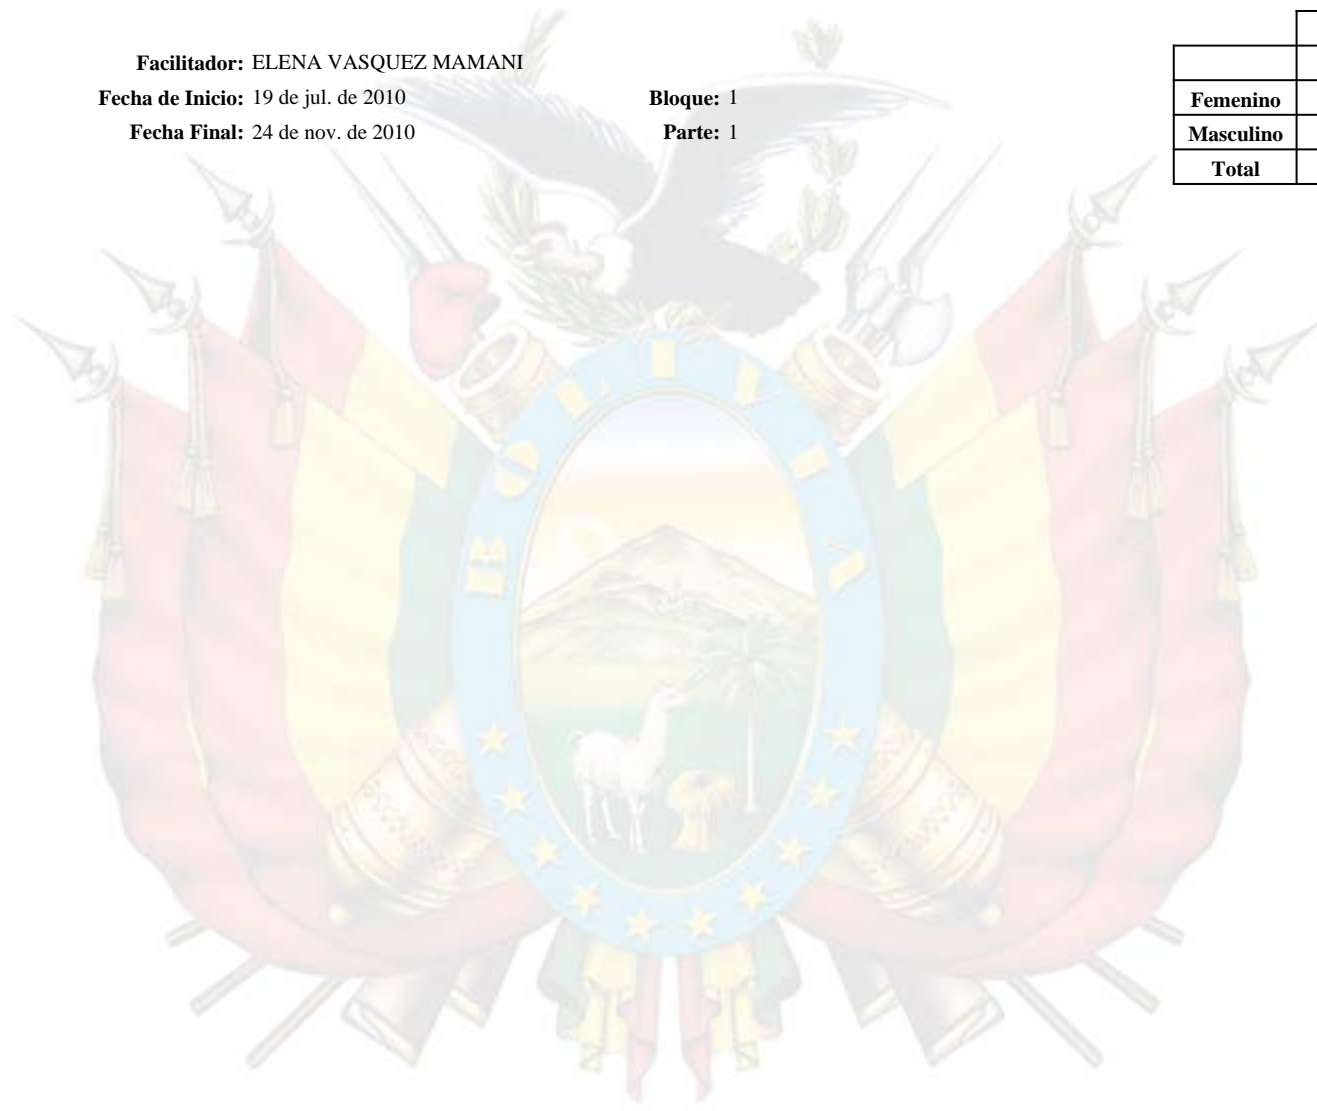 Facilitador: ELENA VASQUEZ MAMANI
Fecha de Inicio: 19 de jul. de 2010 Bloque: 1
Fecha Final: 24 de nov. de 2010 Parte: 1
Femenino
Masculino
Total
BOLIVIA